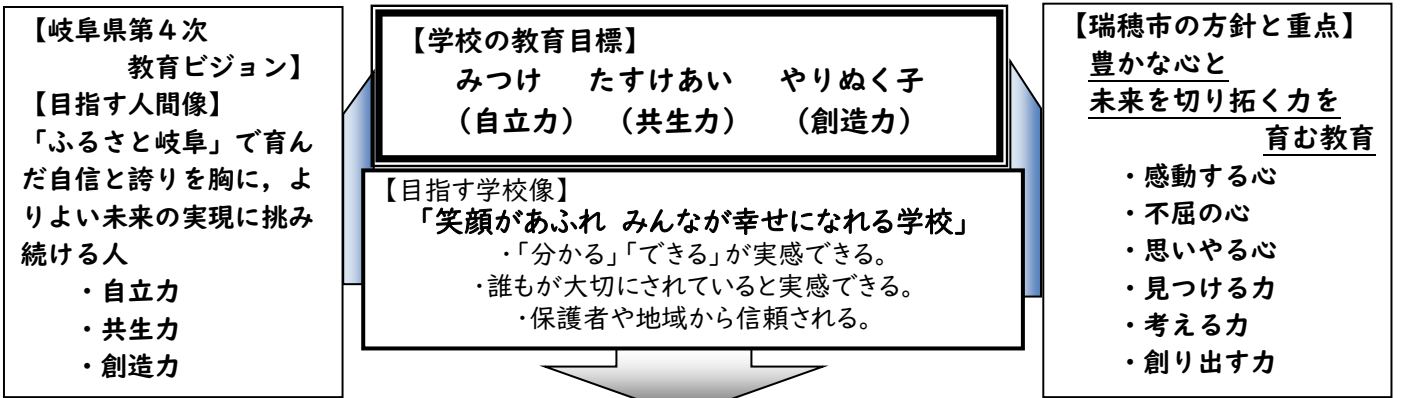 【岐阜県第4次
教育ビジョン】
【目指す人間像】
「ふるさと岐阜」で育ん
だ自信と誇りを胸に，よ
りよい未来の実現に挑み
続ける人
・自立力
・共生力
・創造力
【学校の教育目標】
みつけ たすけあい やりぬく子
（自立力） （共生力） （創造力）
【目指す学校像】
「笑顔があふれ みんなが幸せになれる学校」
・「分かる」「できる」が実感できる。
・誰もが大切にされていると実感できる。
・保護者や地域から信頼される。
【瑞穂市の方針と重点】
豊かな心と
未来を切り拓く力を
育む教育
・感動する心
・不屈の心
・思いやる心
・見つける力
・考える力
・創り出す力